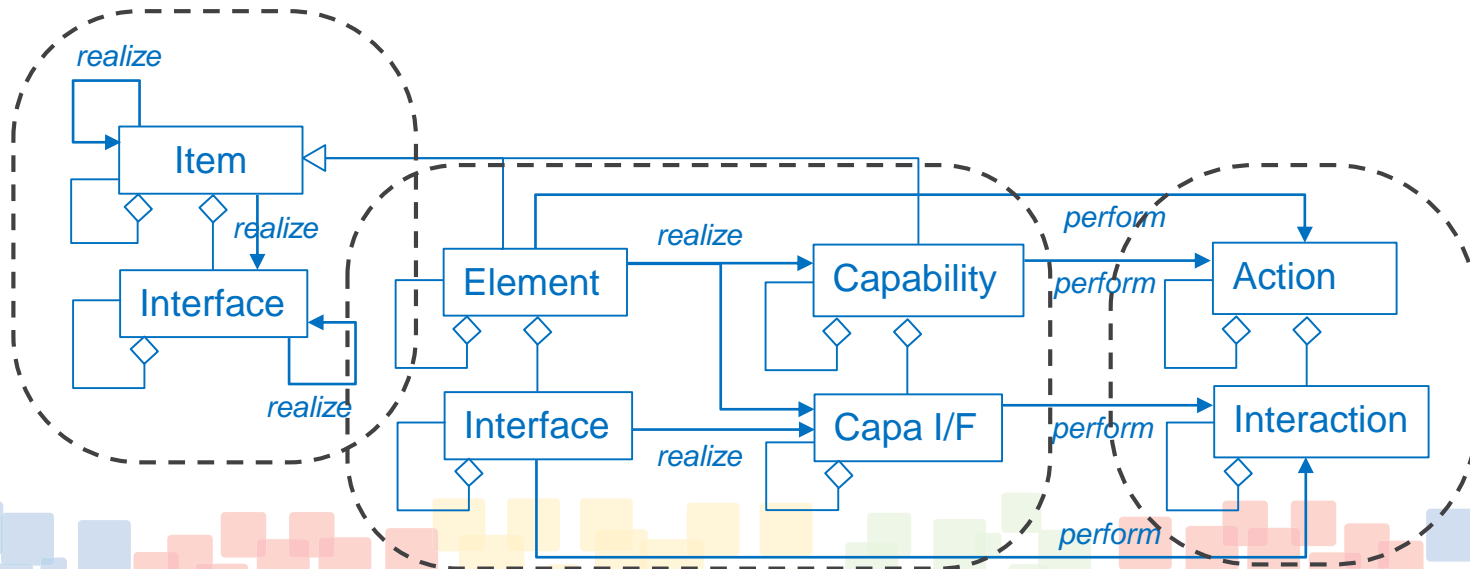 realize
Item
realize
Interface
realize
Element
realize
Capability
perform
perform
Action
Interface
realize
Capa I/F
perform
Interaction
perform